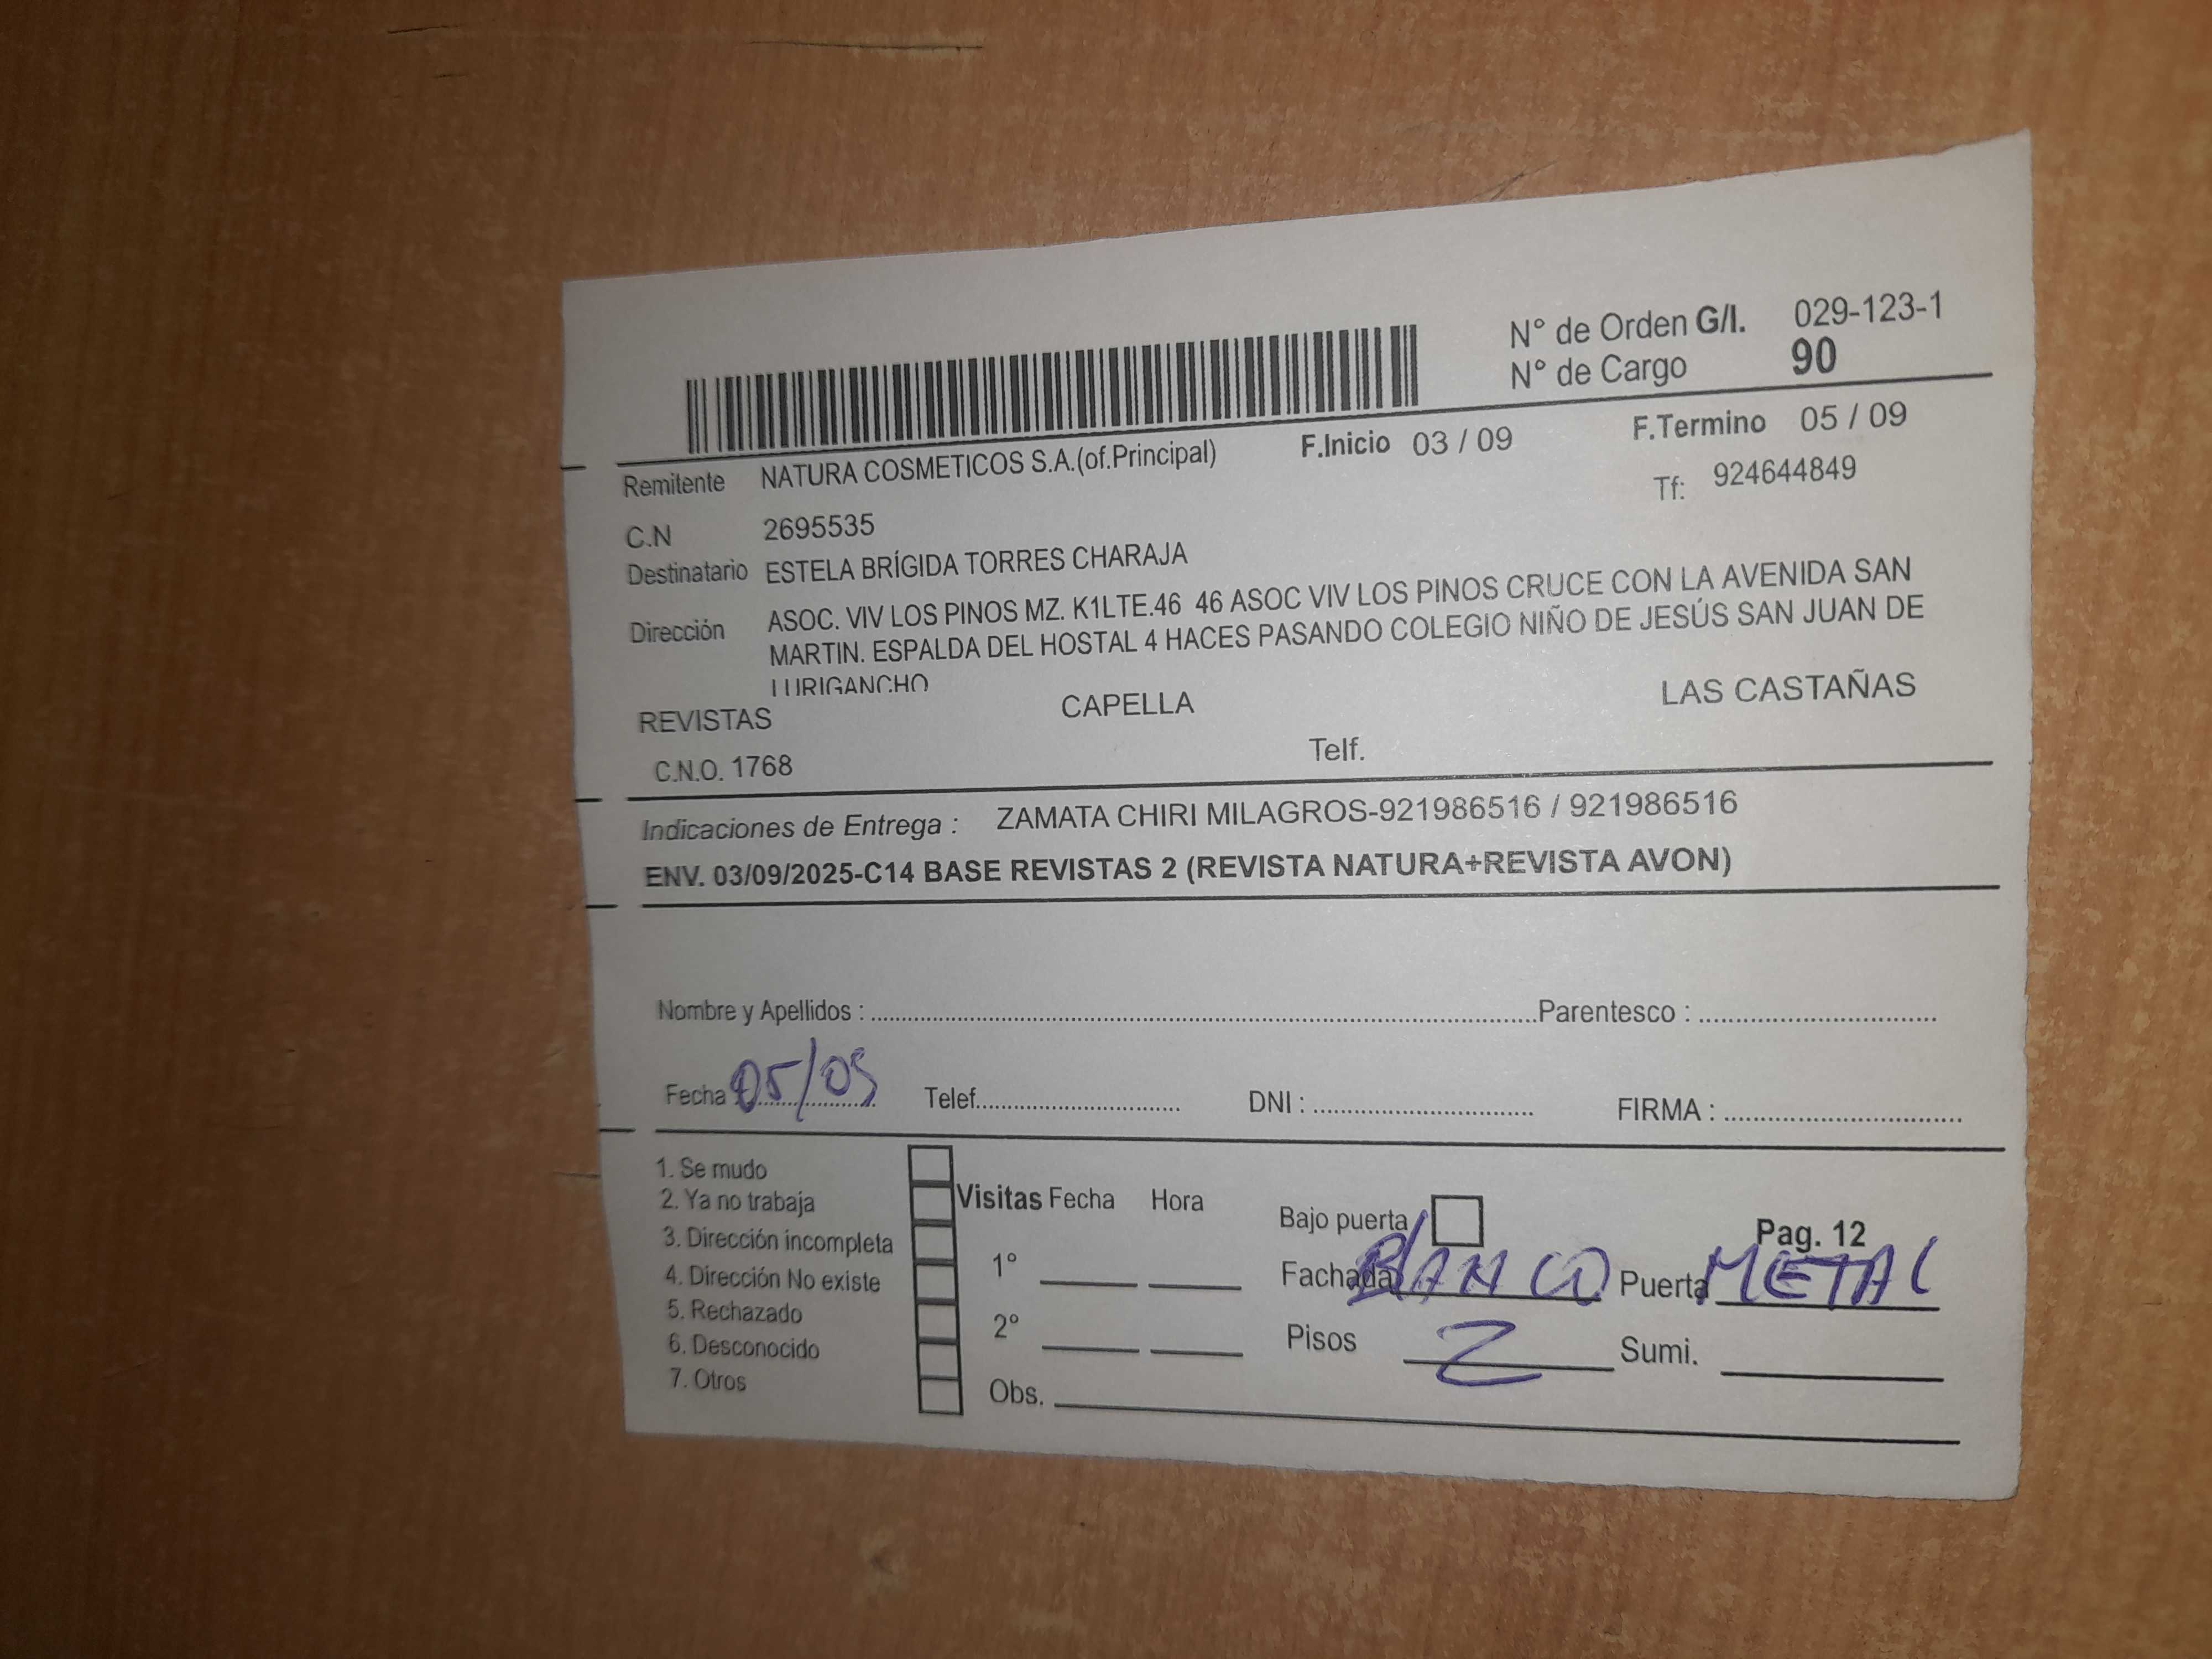 N° de Orden G/I. 029-123-1
N° de Cargo 90
F.Inicio 03 / 09 F.Termino 05 / 09
Remitente NATURA COSMETICOS S.A.(of.Principal) Tf: 924644849
C.N 2695535
Destinatario ESTELA BRÍGIDA TORRES CHARAJA
Dirección ASOC. VIV LOS PINOS MZ. K1LTE.46 46 ASOC VIV LOS PINOS CRUCE CON LA AVENIDA SAN
MARTIN. ESPALDA DEL HOSTAL 4 HACES PASANDO COLEGIO NIÑO DE JESÚS SAN JUAN DE
LURIGANCHO
REVISTAS CAPELLA LAS CASTAÑAS
C.N.O. 1768 Telf.
Indicaciones de Entrega : ZAMATA CHIRI MILAGROS-921986516 / 921986516
ENV. 03/09/2025-C14 BASE REVISTAS 2 (REVISTA NATURA+REVISTA AVON)
Nombre y Apellidos : Parentesco :
Fecha 05/09 Telef. DNI : FIRMA :
1. Se mudo
2. Ya no trabaja
3. Dirección incompleta
4. Dirección No existe
5. Rechazado
6. Desconocido
7. Otros
Visitas Fecha Hora
1°
2°
Obs.
Bajo puerta Pag. 12
Fachada BLANCO Puerta METAL
Pisos 2 Sumi.